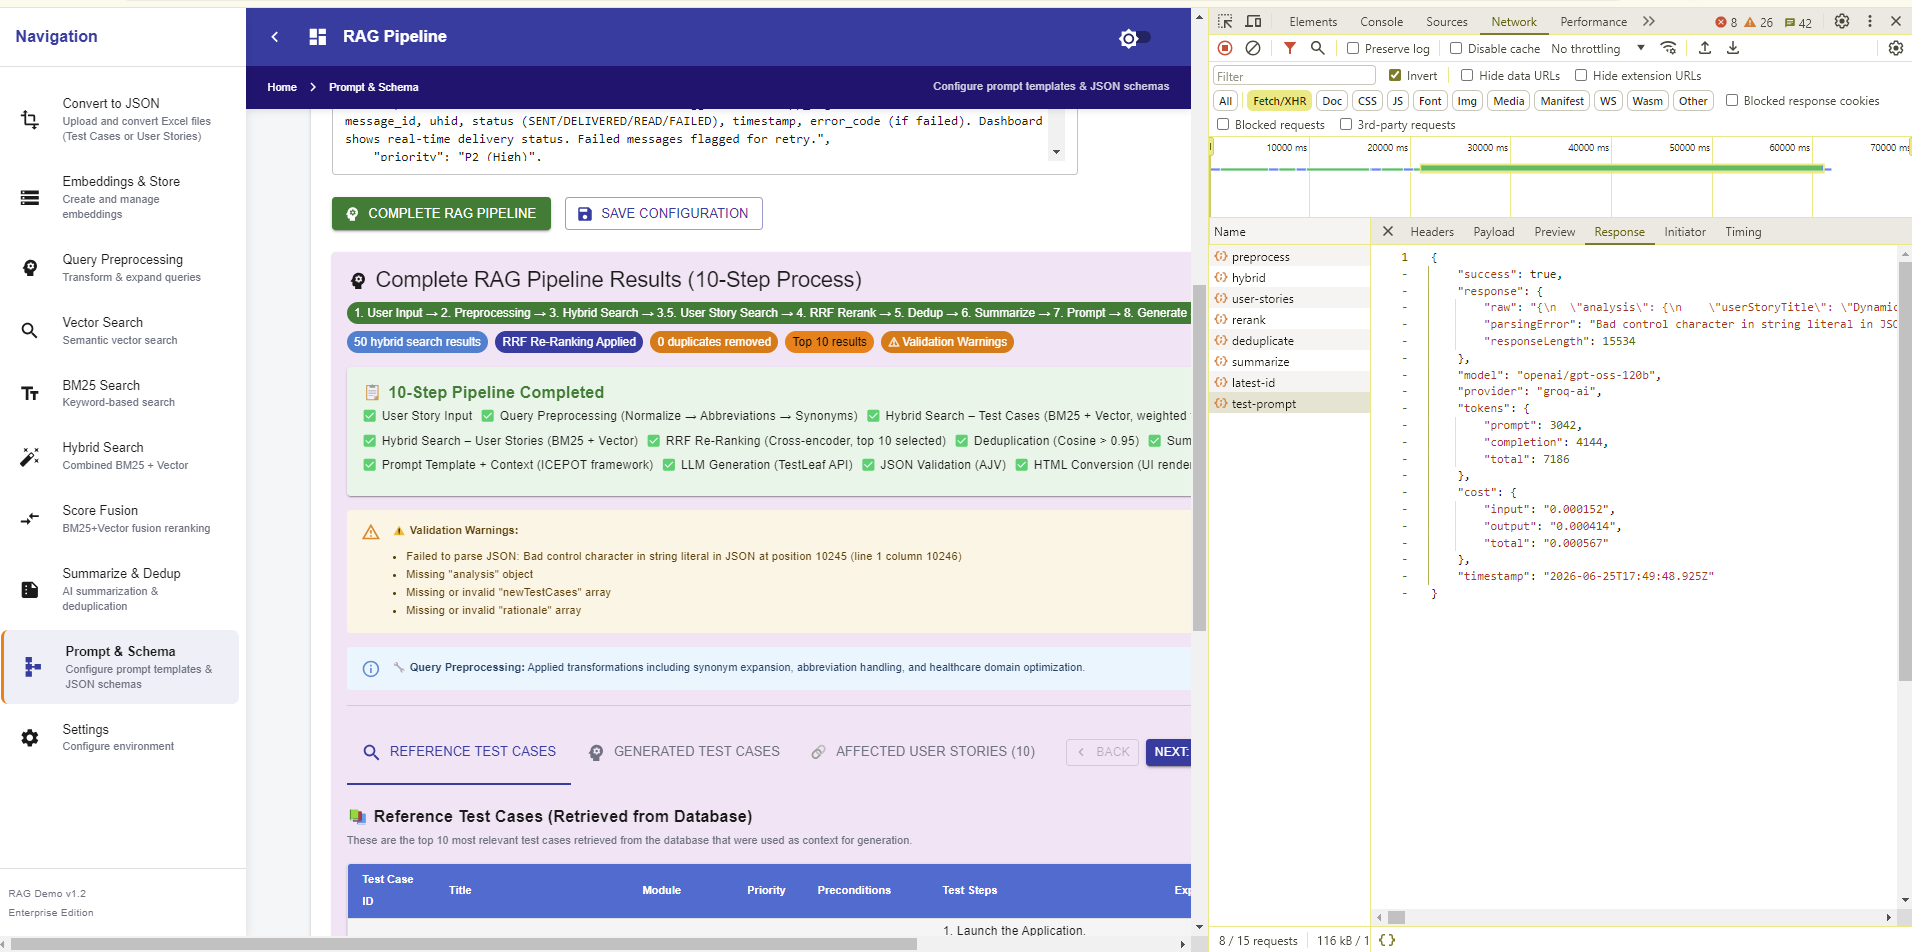 Navigation
Convert to JSON
Upload and convert Excel files
(Test Cases or User Stories)
Embeddings & Store
Create and manage
embeddings
Query Preprocessing
Transform & expand queries
Vector Search
Semantic vector search
BM25 Search
Keyword-based search
Hybrid Search
Combined BM25 + Vector
Score Fusion
BM25+Vector fusion reranking
Summarize & Dedup
AI summarization &
deduplication
Prompt & Schema
Configure prompt templates &
JSON schemas
Settings
Configure environment
RAG Demo v1.2
Enterprise Edition
RAG Pipeline
Home > Prompt & Schema
Configure prompt templates & JSON schemas
message_id, uhid, status (SENT/DELIVERED/READ/FAILED), timestamp, error_code (if failed). Dashboard
shows real-time delivery status. Failed messages flagged for retry.",
"priority": "P2 (High)",
COMPLETE RAG PIPELINE
SAVE CONFIGURATION
Complete RAG Pipeline Results (10-Step Process)
1. User Input → 2. Preprocessing → 3. Hybrid Search → 3.5. User Story Search → 4. RRF Rerank → 5. Dedup → 6. Summarize → 7. Prompt → 8. Generate
50 hybrid search results
RRF Re-Ranking Applied
0 duplicates removed
Top 10 results
⚠ Validation Warnings
📋 10-Step Pipeline Completed
✅ User Story Input ✅ Query Preprocessing (Normalize → Abbreviations → Synonyms) ✅ Hybrid Search – Test Cases (BM25 + Vector, weighted
✅ Hybrid Search – User Stories (BM25 + Vector) ✅ RRF Re-Ranking (Cross-encoder, top 10 selected) ✅ Deduplication (Cosine > 0.95) ✅ Sum
✅ Prompt Template + Context (ICEPOT framework) ✅ LLM Generation (TestLeaf API) ✅ JSON Validation (AJV) ✅ HTML Conversion (UI render
⚠ Validation Warnings:
• Failed to parse JSON: Bad control character in string literal in JSON at position 10245 (line 1 column 10246)
• Missing "analysis" object
• Missing or invalid "newTestCases" array
• Missing or invalid "rationale" array
🔧 Query Preprocessing: Applied transformations including synonym expansion, abbreviation handling, and healthcare domain optimization.
REFERENCE TEST CASES
GENERATED TEST CASES
AFFECTED USER STORIES (10)
< BACK
NEXT:
📚 Reference Test Cases (Retrieved from Database)
These are the top 10 most relevant test cases retrieved from the database that were used as context for generation.
Test Case
ID
Title
Module
Priority
Preconditions
Test Steps
Exp
1. Launch the Application.
Elements
Console
Sources
Network
Performance
8
26
42
Preserve log
Disable cache
No throttling
Filter
Invert
Hide data URLs
Hide extension URLs
All
Fetch/XHR
Doc
CSS
JS
Font
Img
Media
Manifest
WS
Wasm
Other
Blocked response cookies
Blocked requests
3rd-party requests
10000 ms
20000 ms
30000 ms
40000 ms
50000 ms
60000 ms
70000 ms
Name
preprocess
hybrid
user-stories
rerank
deduplicate
summarize
latest-id
test-prompt
Headers
Payload
Preview
Response
Initiator
Timing
1 {
- "success": true,
- "response": {
- "raw": "{\n  \"analysis\": {\n    \"userStoryTitle\": \"Dynamic
- "parsingError": "Bad control character in string literal in JSO
- "responseLength": 15534
- },
- "model": "openai/gpt-oss-120b",
- "provider": "groq-ai",
- "tokens": {
- "prompt": 3042,
- "completion": 4144,
- "total": 7186
- },
- "cost": {
- "input": "0.000152",
- "output": "0.000414",
- "total": "0.000567"
- },
- "timestamp": "2026-06-25T17:49:48.925Z"
- }
8 / 15 requests
116 kB / 1
{}